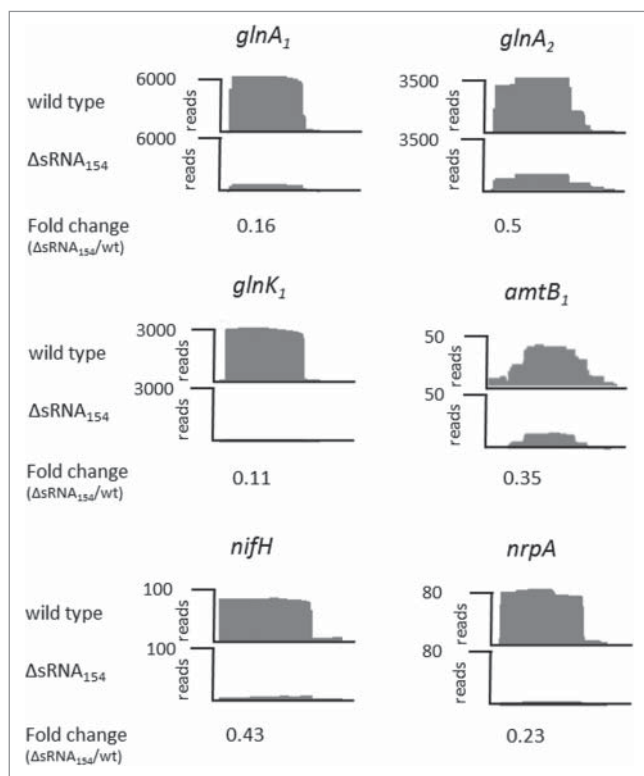 glnA₁ glnA₂
6000 3500
reads reads
wild type
6000 3500
reads reads
ΔsRNA₁₅₄
Fold change 0.16 0.5
(ΔsRNA₁₅₄/wt)
glnK₁ amtB₁
3000 50
reads reads
wild type
3000 50
reads reads
ΔsRNA₁₅₄
Fold change 0.11 0.35
(ΔsRNA₁₅₄/wt)
nifH nrpA
100 80
reads reads
wild type
100 80
reads reads
ΔsRNA₁₅₄
Fold change 0.43 0.23
(ΔsRNA₁₅₄/wt)